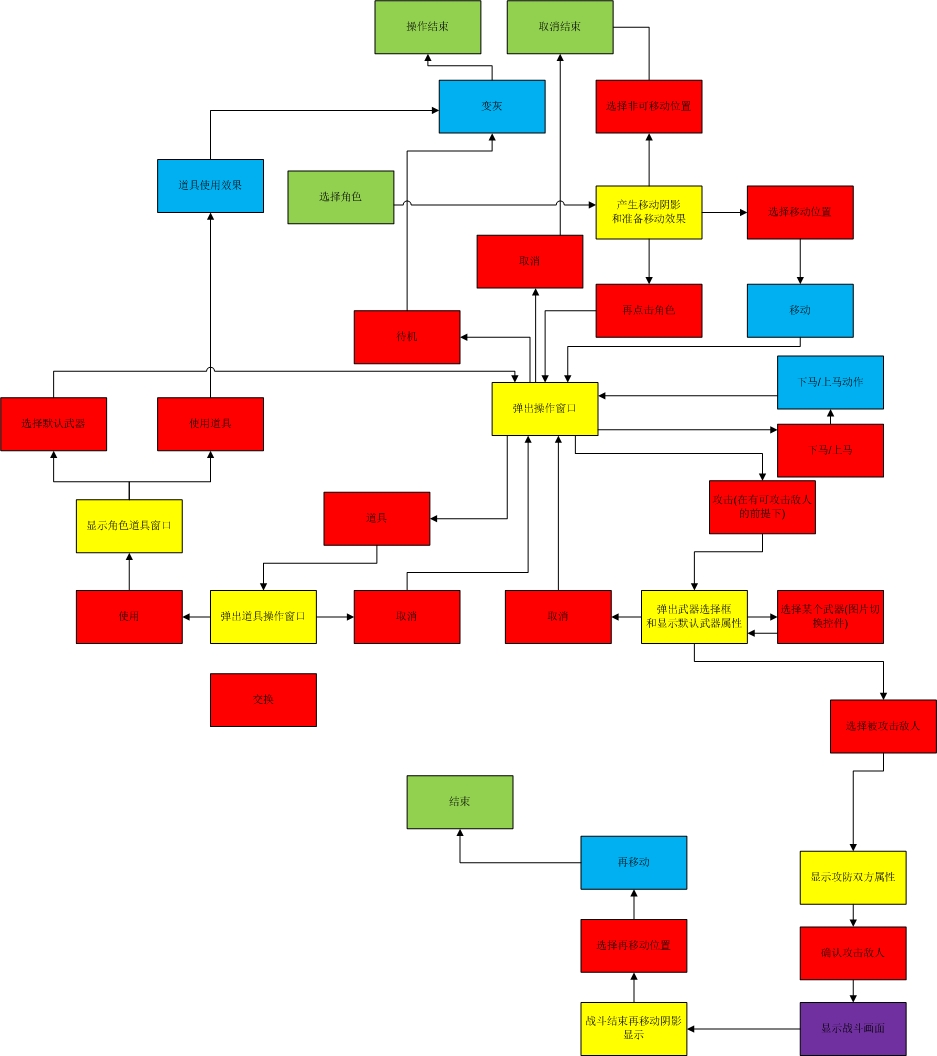 操作结束
取消结束
变灰
选择非可移动位置
道具使用效果
选择角色
产生移动阴影
和准备移动效果
选择移动位置
取消
再点击角色
移动
待机
下马/上马动作
弹出操作窗口
选择默认武器
使用道具
下马/上马
攻击(在有可攻击敌人
的前提下)
道具
显示角色道具窗口
使用
弹出道具操作窗口
取消
取消
弹出武器选择框
和显示默认武器属性
选择某个武器(图片切
换控件)
交换
选择被攻击敌人
结束
再移动
显示攻防双方属性
选择再移动位置
确认攻击敌人
战斗结束再移动阴影
显示
显示战斗画面